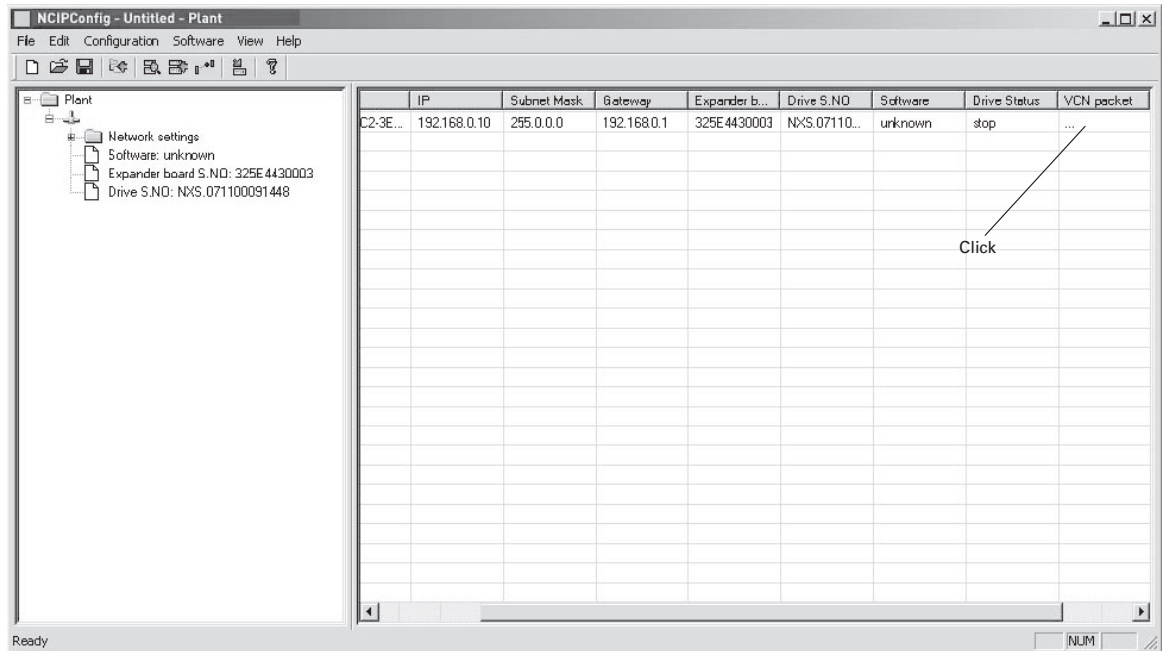 NCIPConfig - Untitled - Plant
File Edit Configuration Software View Help
Plant
Network settings
Software: unknown
Expander board S.NO: 325E4430003
Drive S.NO: NXS.071100091448
IP Subnet Mask Gateway Expander b... Drive S.NO Software Drive Status VCN packet
C2-3E... 192.168.0.10 255.0.0.0 192.168.0.1 325E4430003 NXS.07110... unknown stop ...
Click
Ready NUM